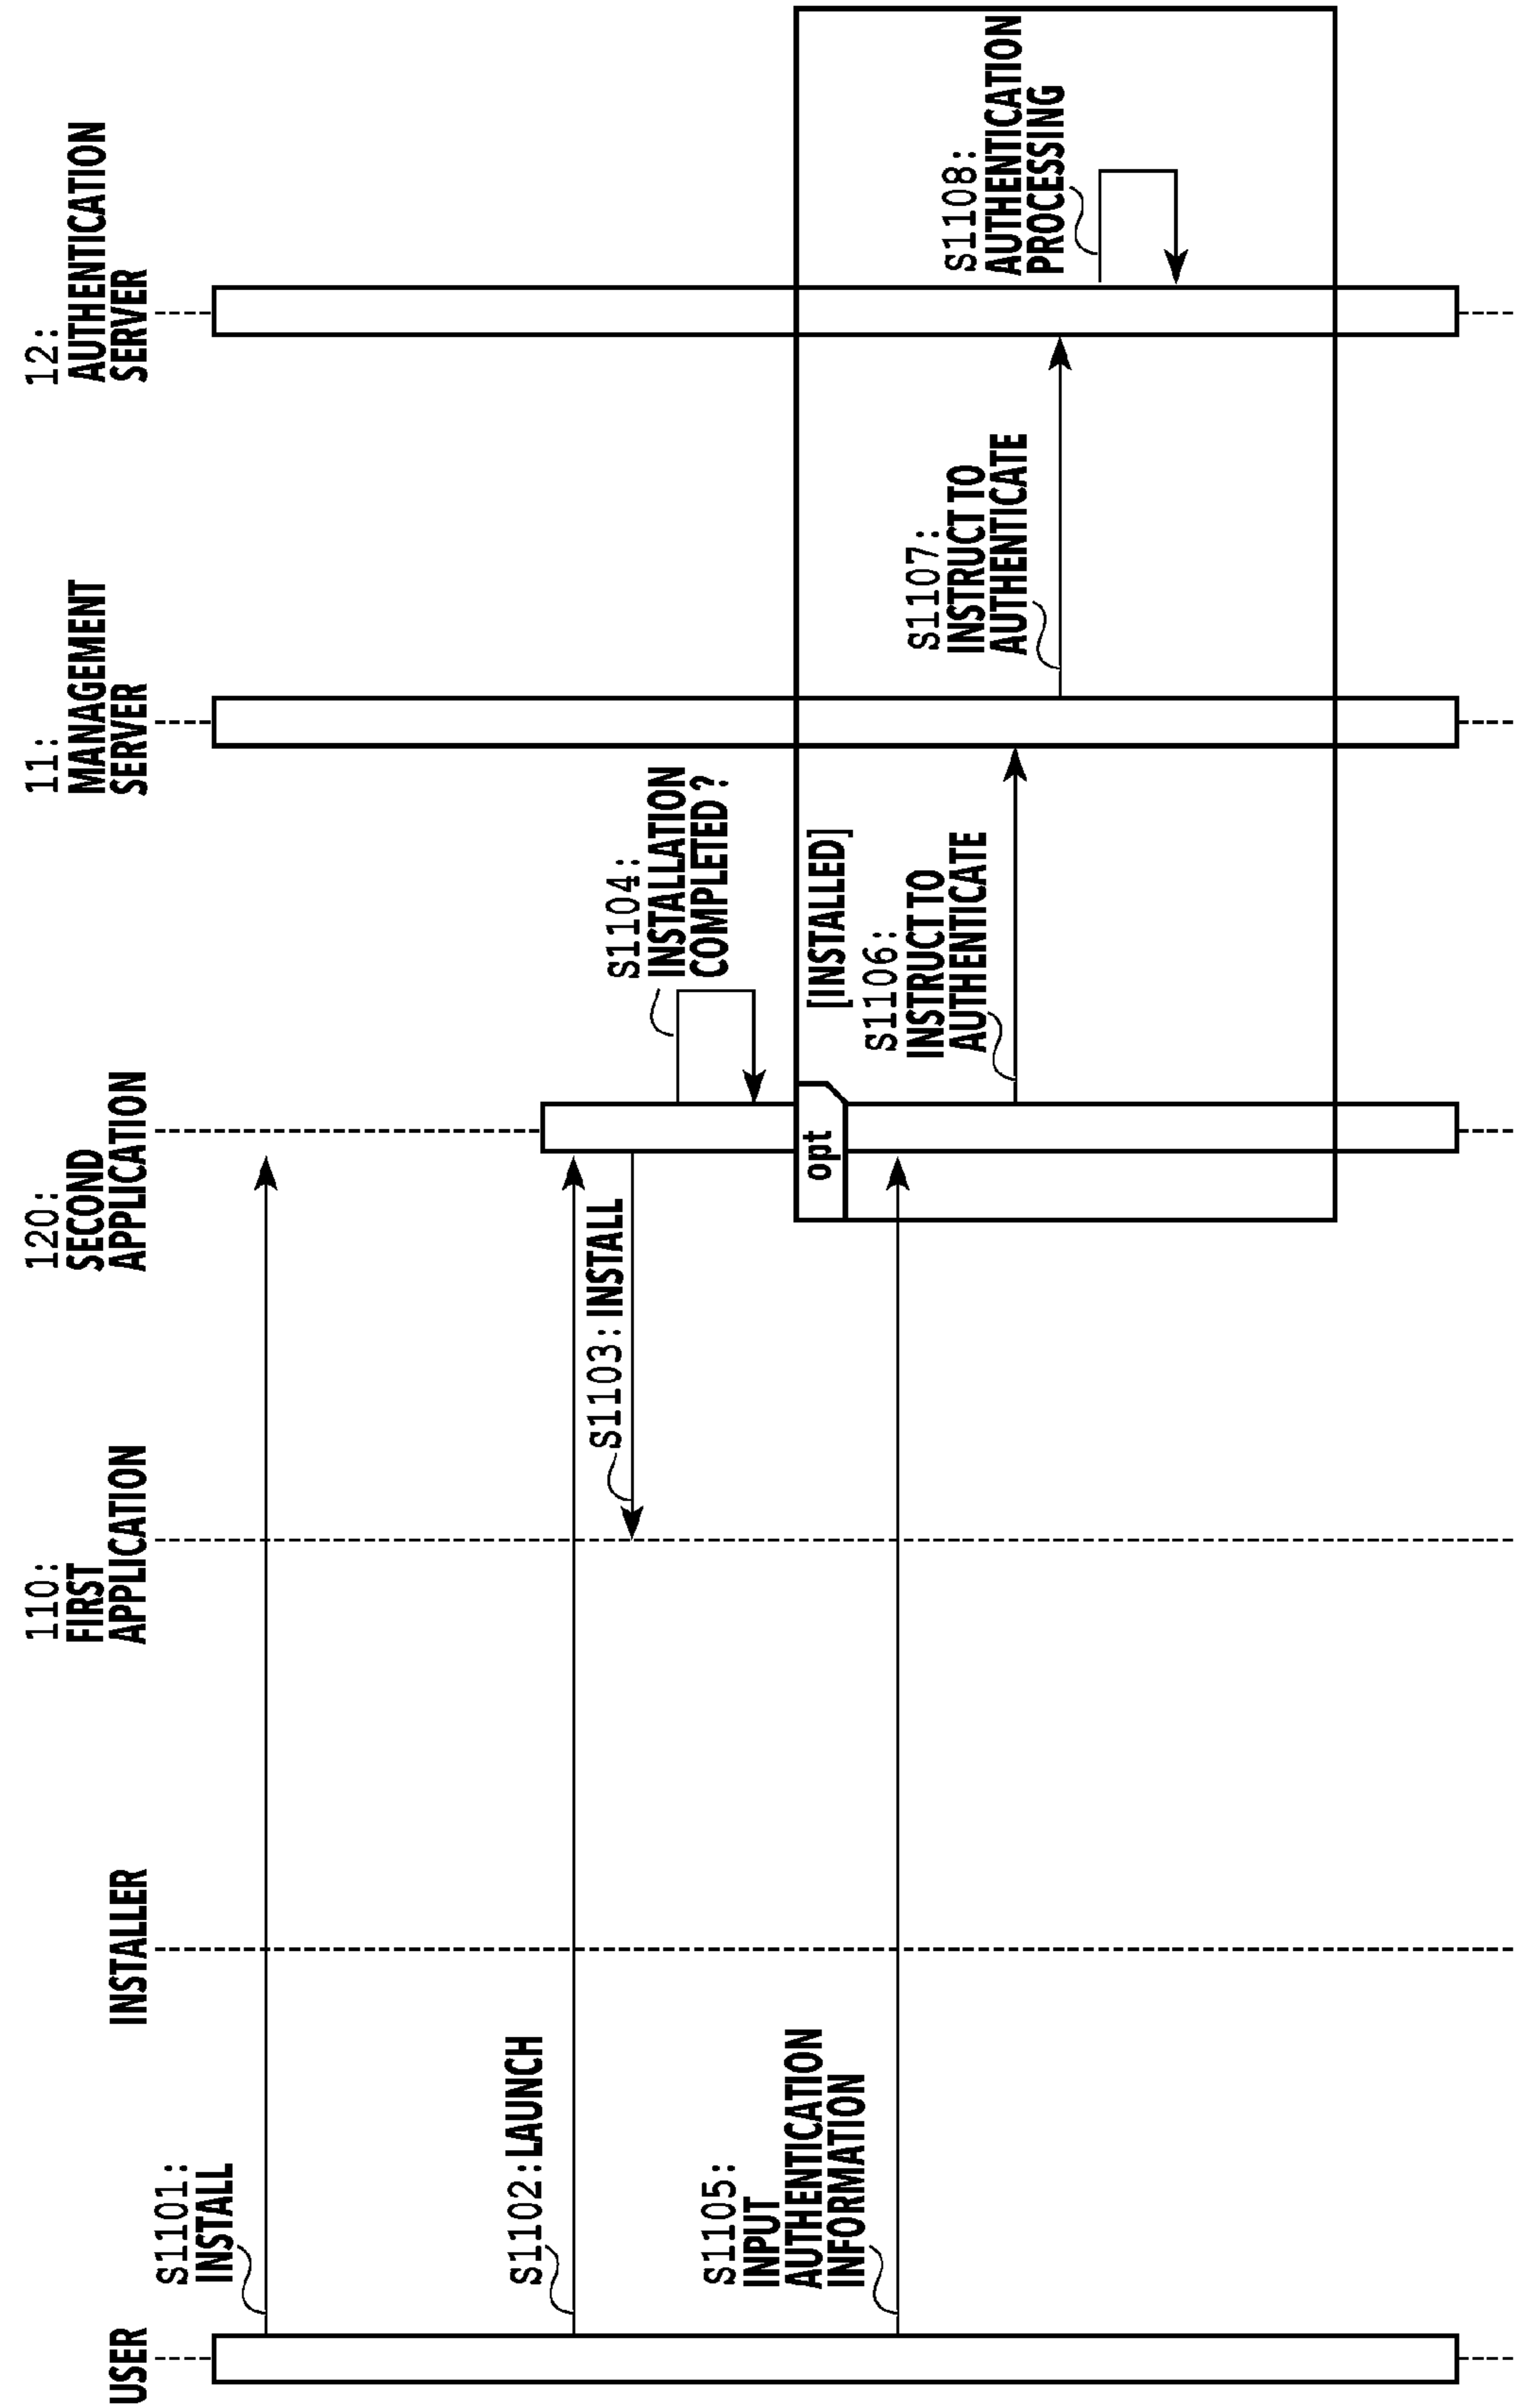 USER
INSTALLER
110:
FIRST
APPLICATION
120:
SECOND
APPLICATION
11:
MANAGEMENT
SERVER
12:
AUTHENTICATION
SERVER
S1101:
INSTALL
S1102:LAUNCH
S1103:INSTALL
S1104:
INSTALLATION
COMPLETED?
opt
[INSTALLED]
S1105:
INPUT
AUTHENTICATION
INFORMATION
S1106:
INSTRUCT TO
AUTHENTICATE
S1107:
INSTRUCT TO
AUTHENTICATE
S1108:
AUTHENTICATION
PROCESSING